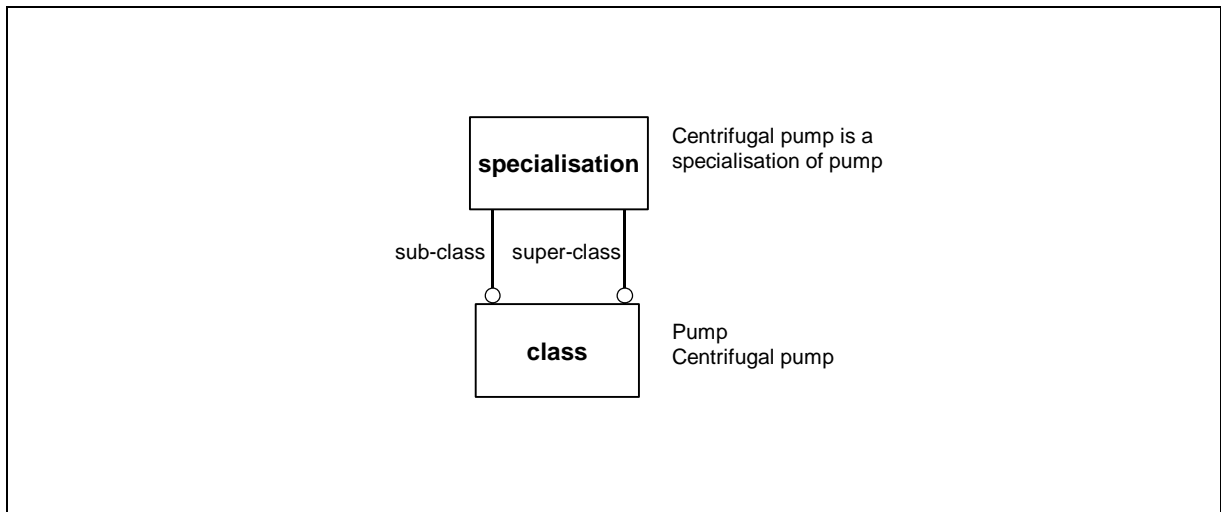 specialisation
Centrifugal pump is a
specialisation of pump
sub-class
super-class
class
Pump
Centrifugal pump